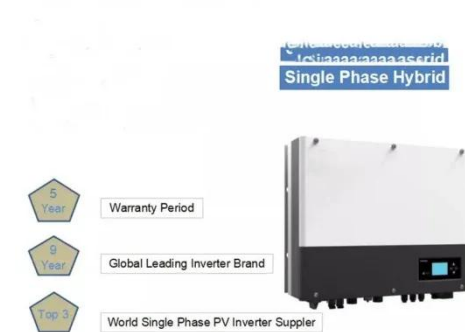 Single Phase Hybrid
5
Year
Warranty Period
9
Year
Global Leading Inverter Brand
Top 3
World Single Phase PV Inverter Suppler